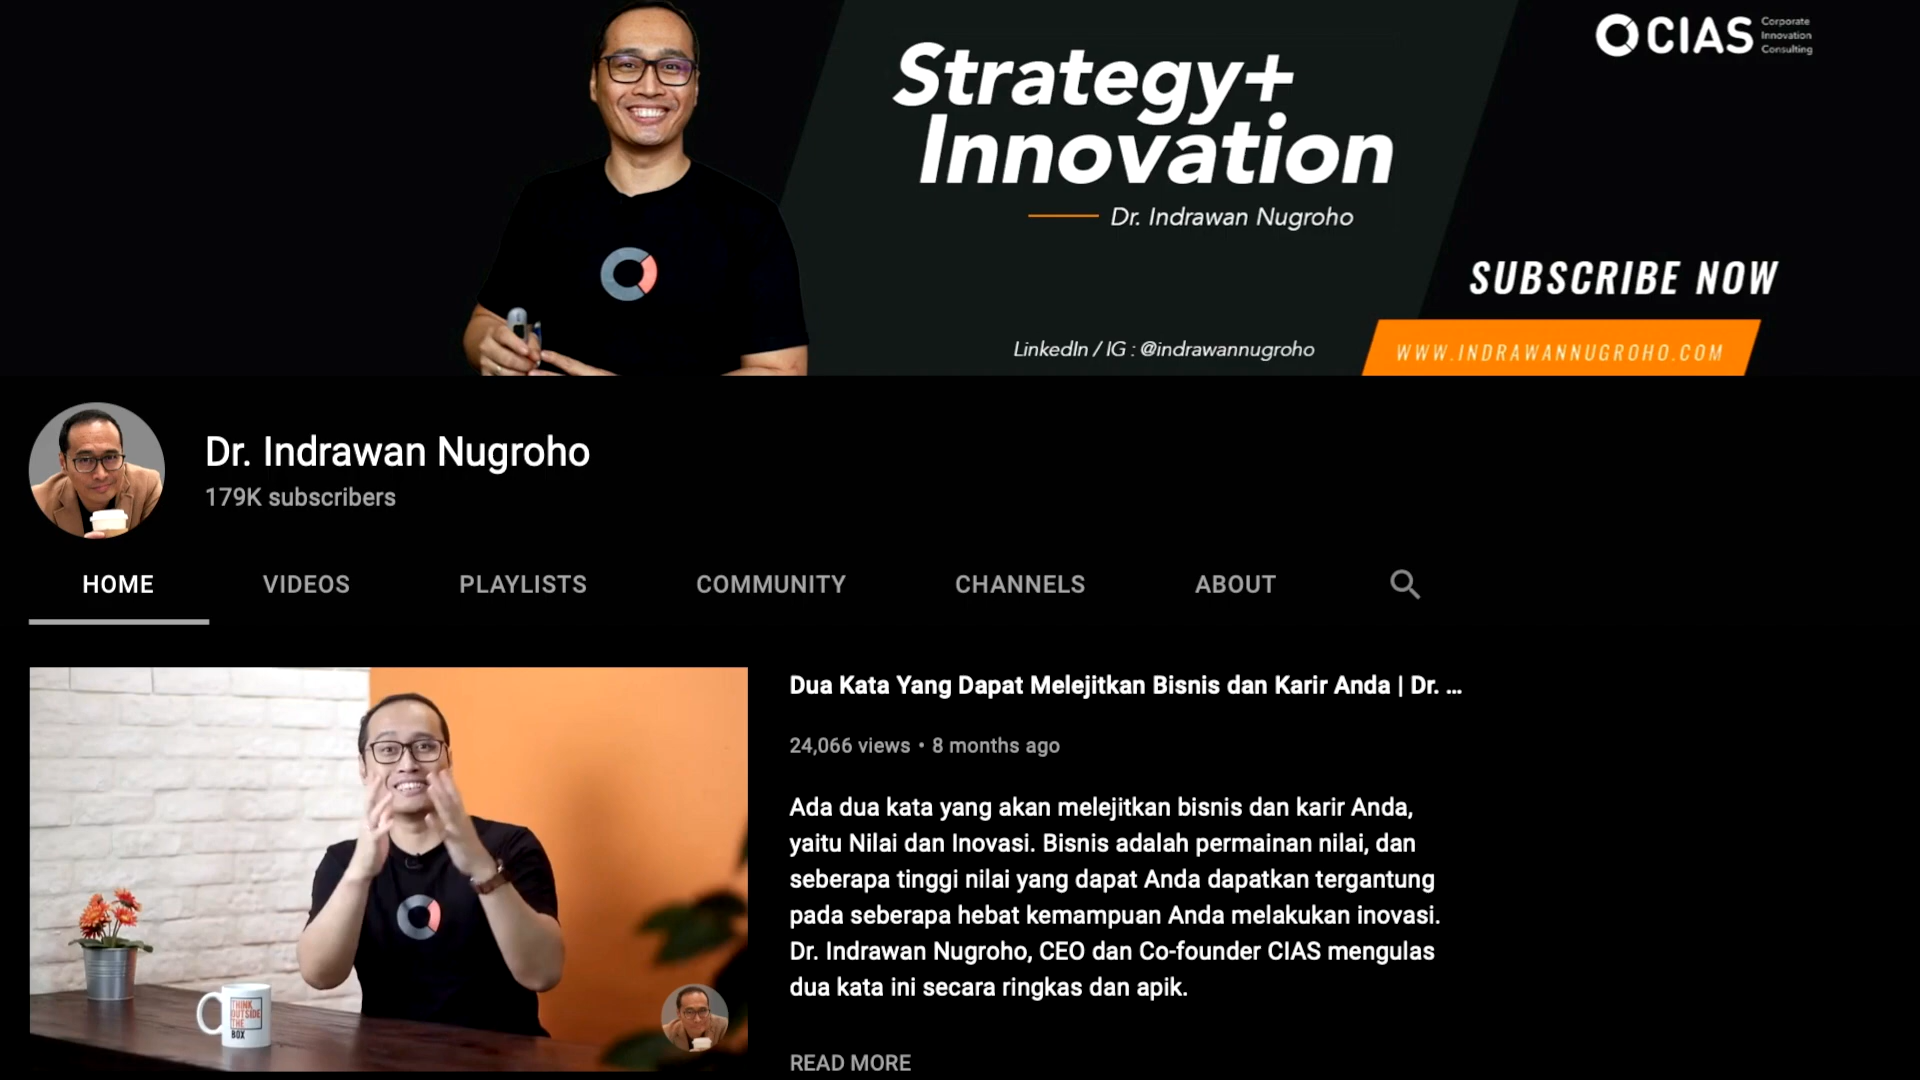 CIAS
Corporate
Innovation
Consulting
Strategy+
Innovation
Dr. Indrawan Nugroho
SUBSCRIBE NOW
LinkedIn / IG : @indrawannugroho
WWW.INDRAWANNUGROHO.COM
Dr. Indrawan Nugroho
179K subscribers
HOME VIDEOS PLAYLISTS COMMUNITY CHANNELS ABOUT
Dua Kata Yang Dapat Melejitkan Bisnis dan Karir Anda | Dr. ...
24,066 views • 8 months ago
Ada dua kata yang akan melejitkan bisnis dan karir Anda,
yaitu Nilai dan Inovasi. Bisnis adalah permainan nilai, dan
seberapa tinggi nilai yang dapat Anda dapatkan tergantung
pada seberapa hebat kemampuan Anda melakukan inovasi.
Dr. Indrawan Nugroho, CEO dan Co-founder CIAS mengulas
dua kata ini secara ringkas dan apik.
READ MORE
THINK
OUTSIDE
THE
BOX